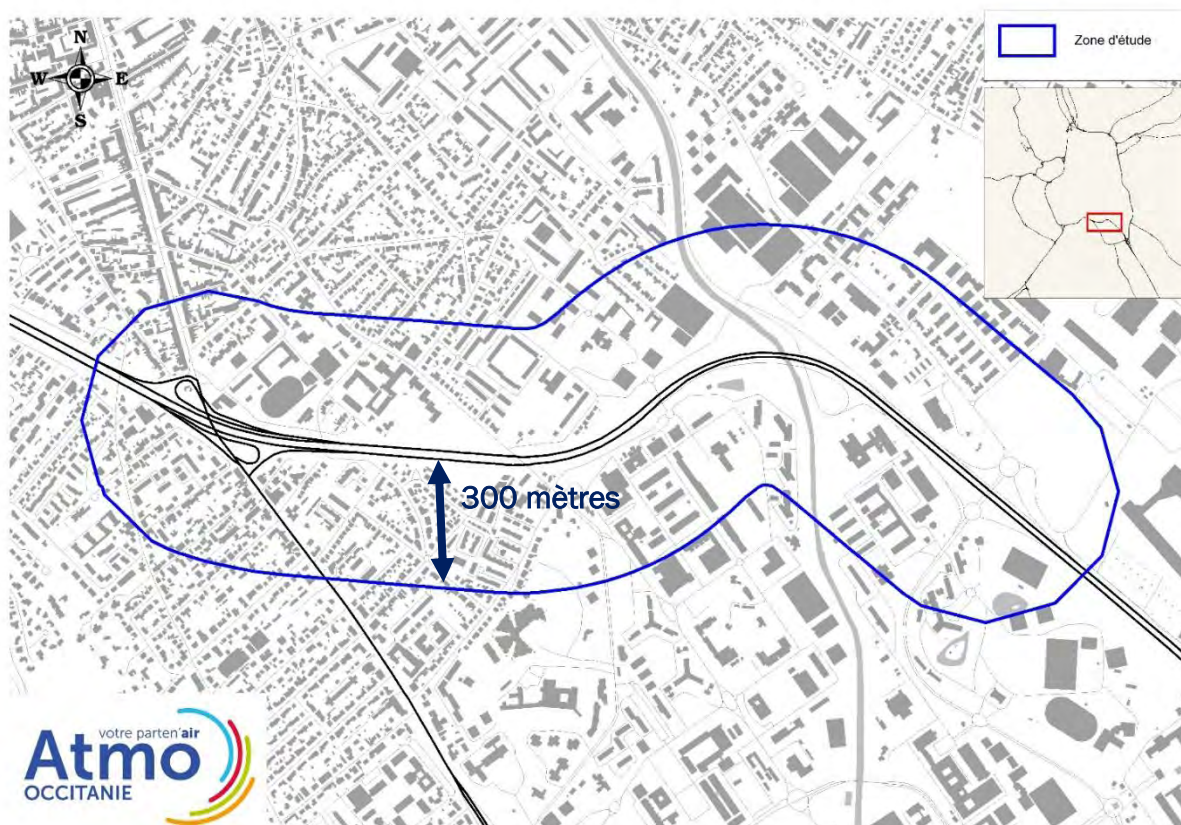 N
W E
S
Zone d'étude
300 mètres
votre parten'air
Atmo
OCCITANIE